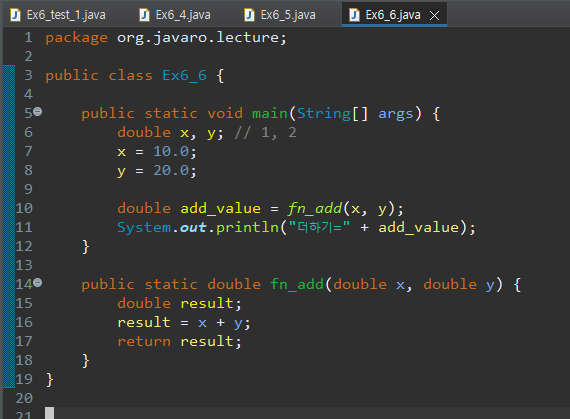 Ex6_test_1.java Ex6_4.java Ex6_5.java Ex6_6.java
1 package org.javaro.lecture;
2
3 public class Ex6_6 {
4
5 public static void main(String[] args) {
6 double x, y; // 1, 2
7 x = 10.0;
8 y = 20.0;
9
10 double add_value = fn_add(x, y);
11 System.out.println("더하기=" + add_value);
12 }
13
14 public static double fn_add(double x, double y) {
15 double result;
16 result = x + y;
17 return result;
18 }
19 }
20
21